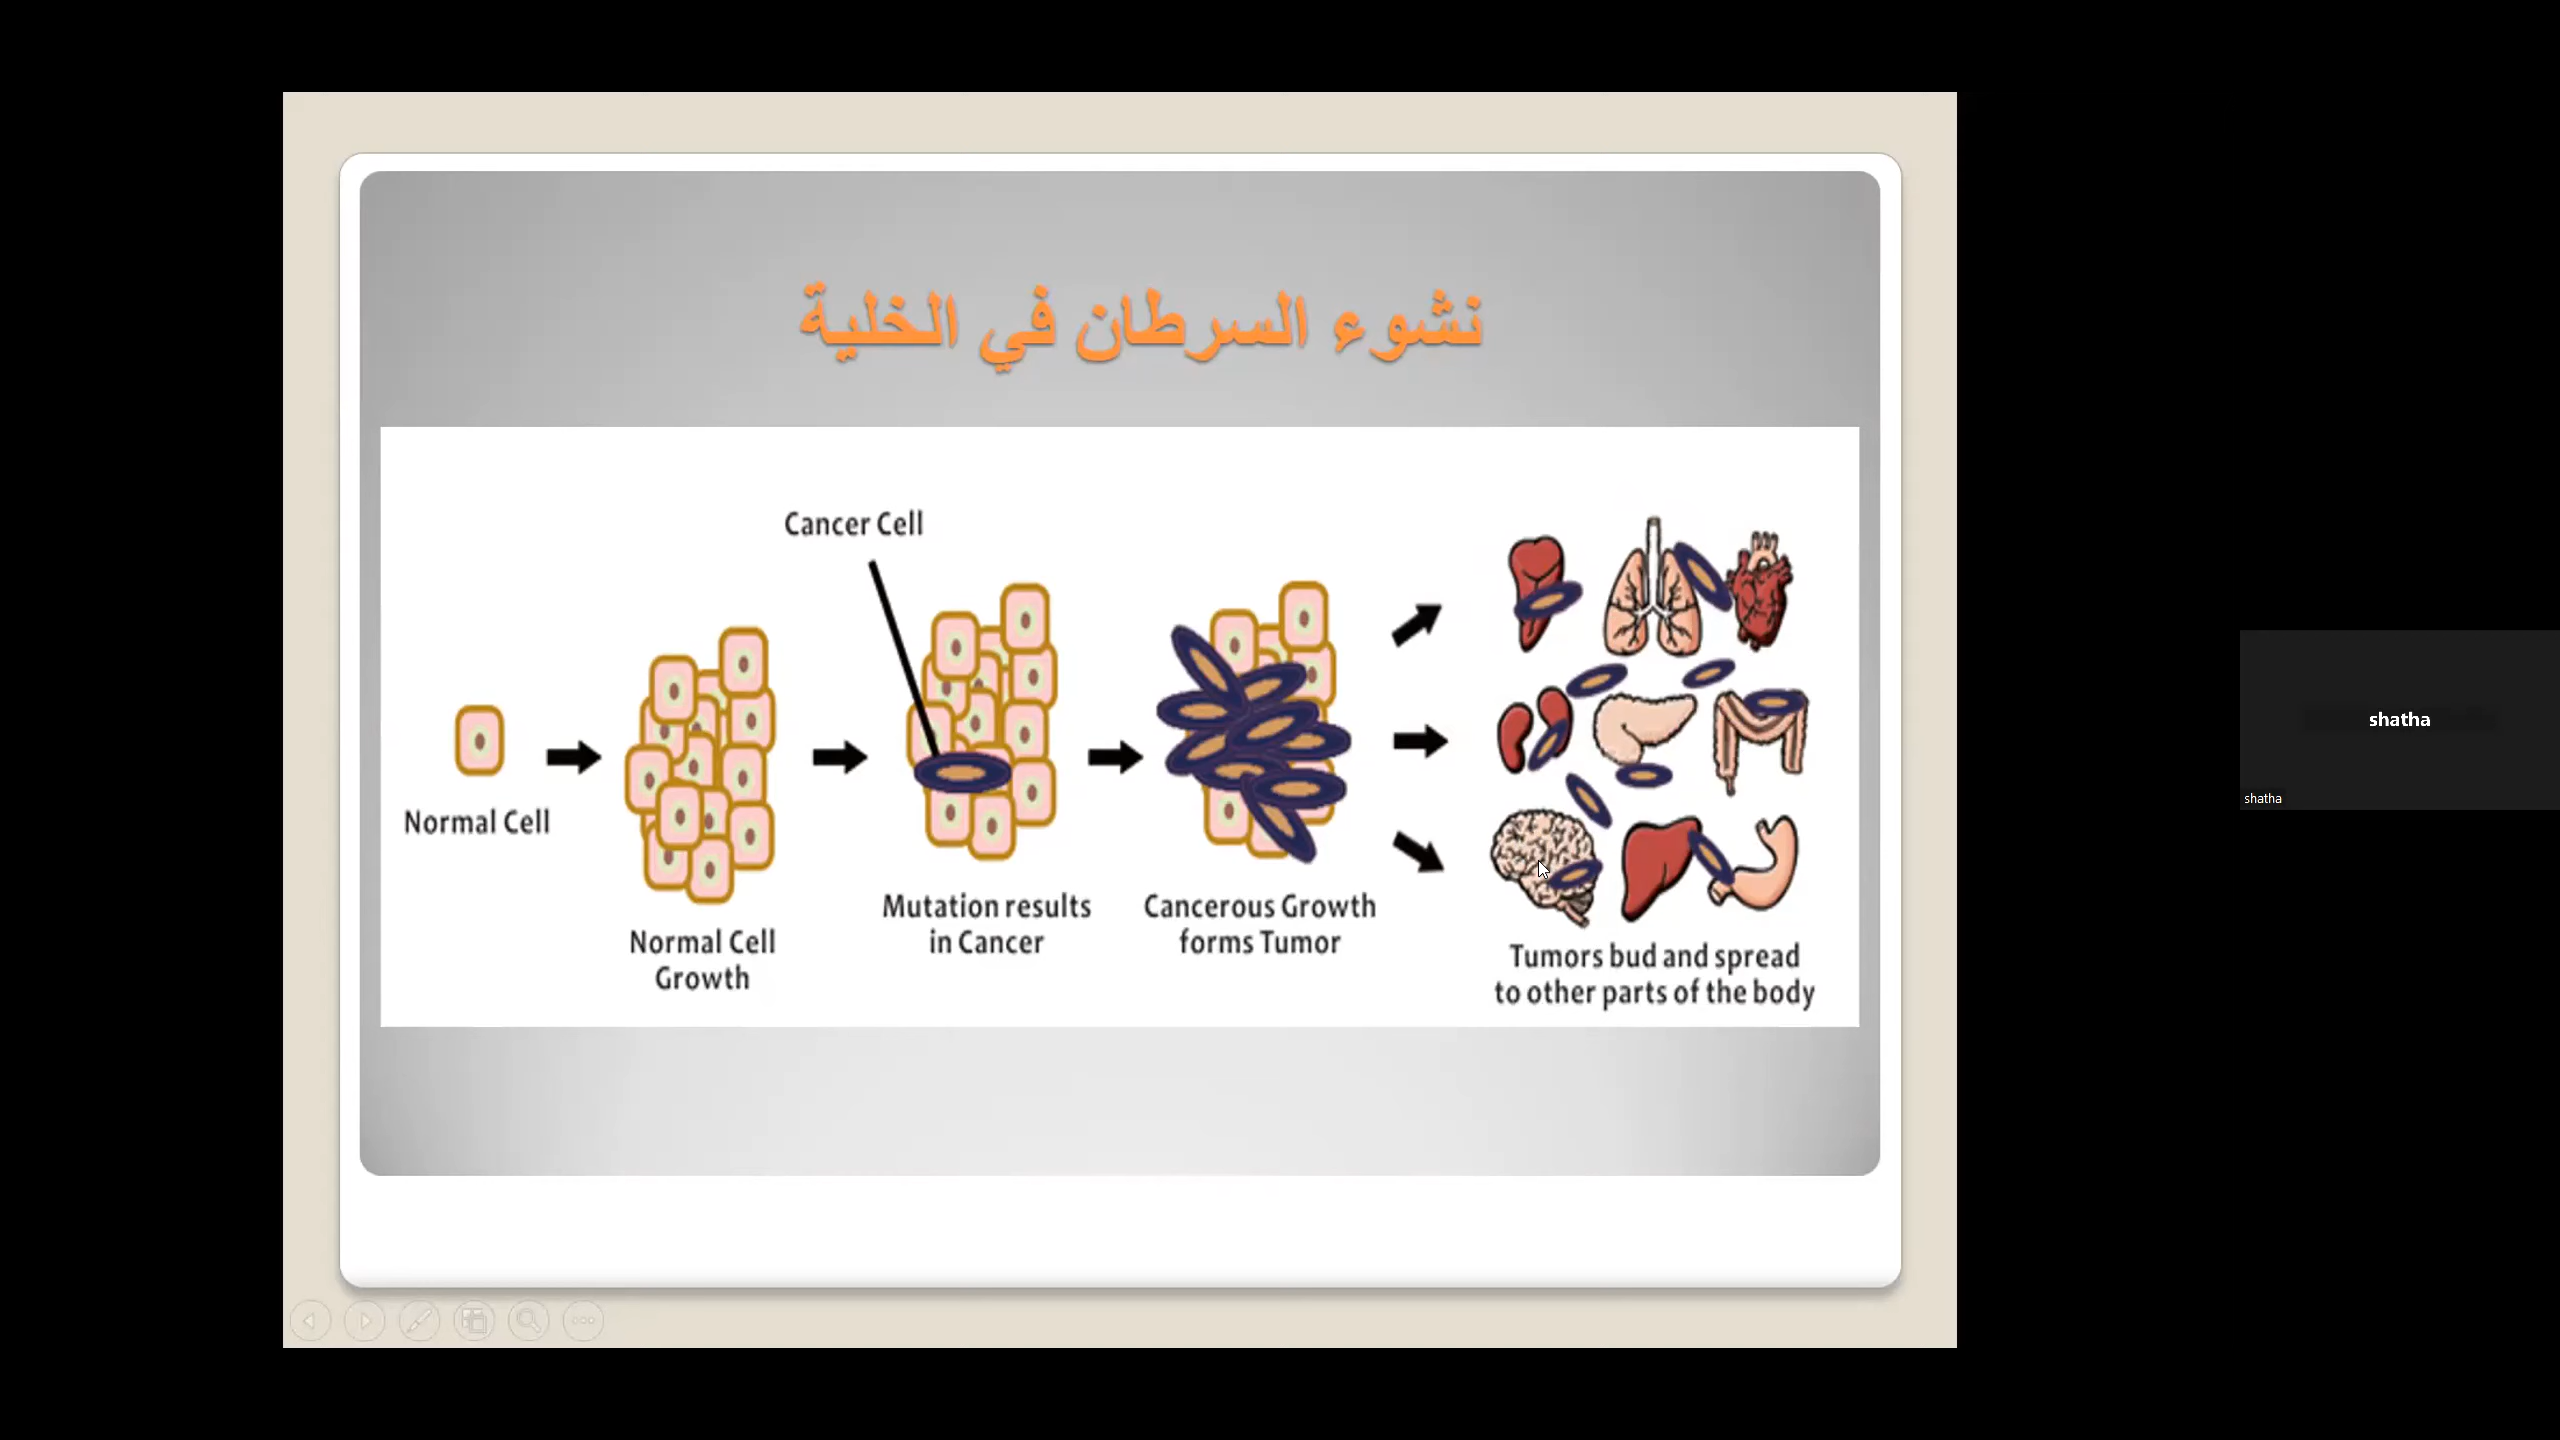 نشوء السرطان في الخلية
Cancer Cell
Normal Cell
Normal Cell
Growth
Mutation results
in Cancer
Cancerous Growth
forms Tumor
Tumors bud and spread
to other parts of the body
shatha
shatha